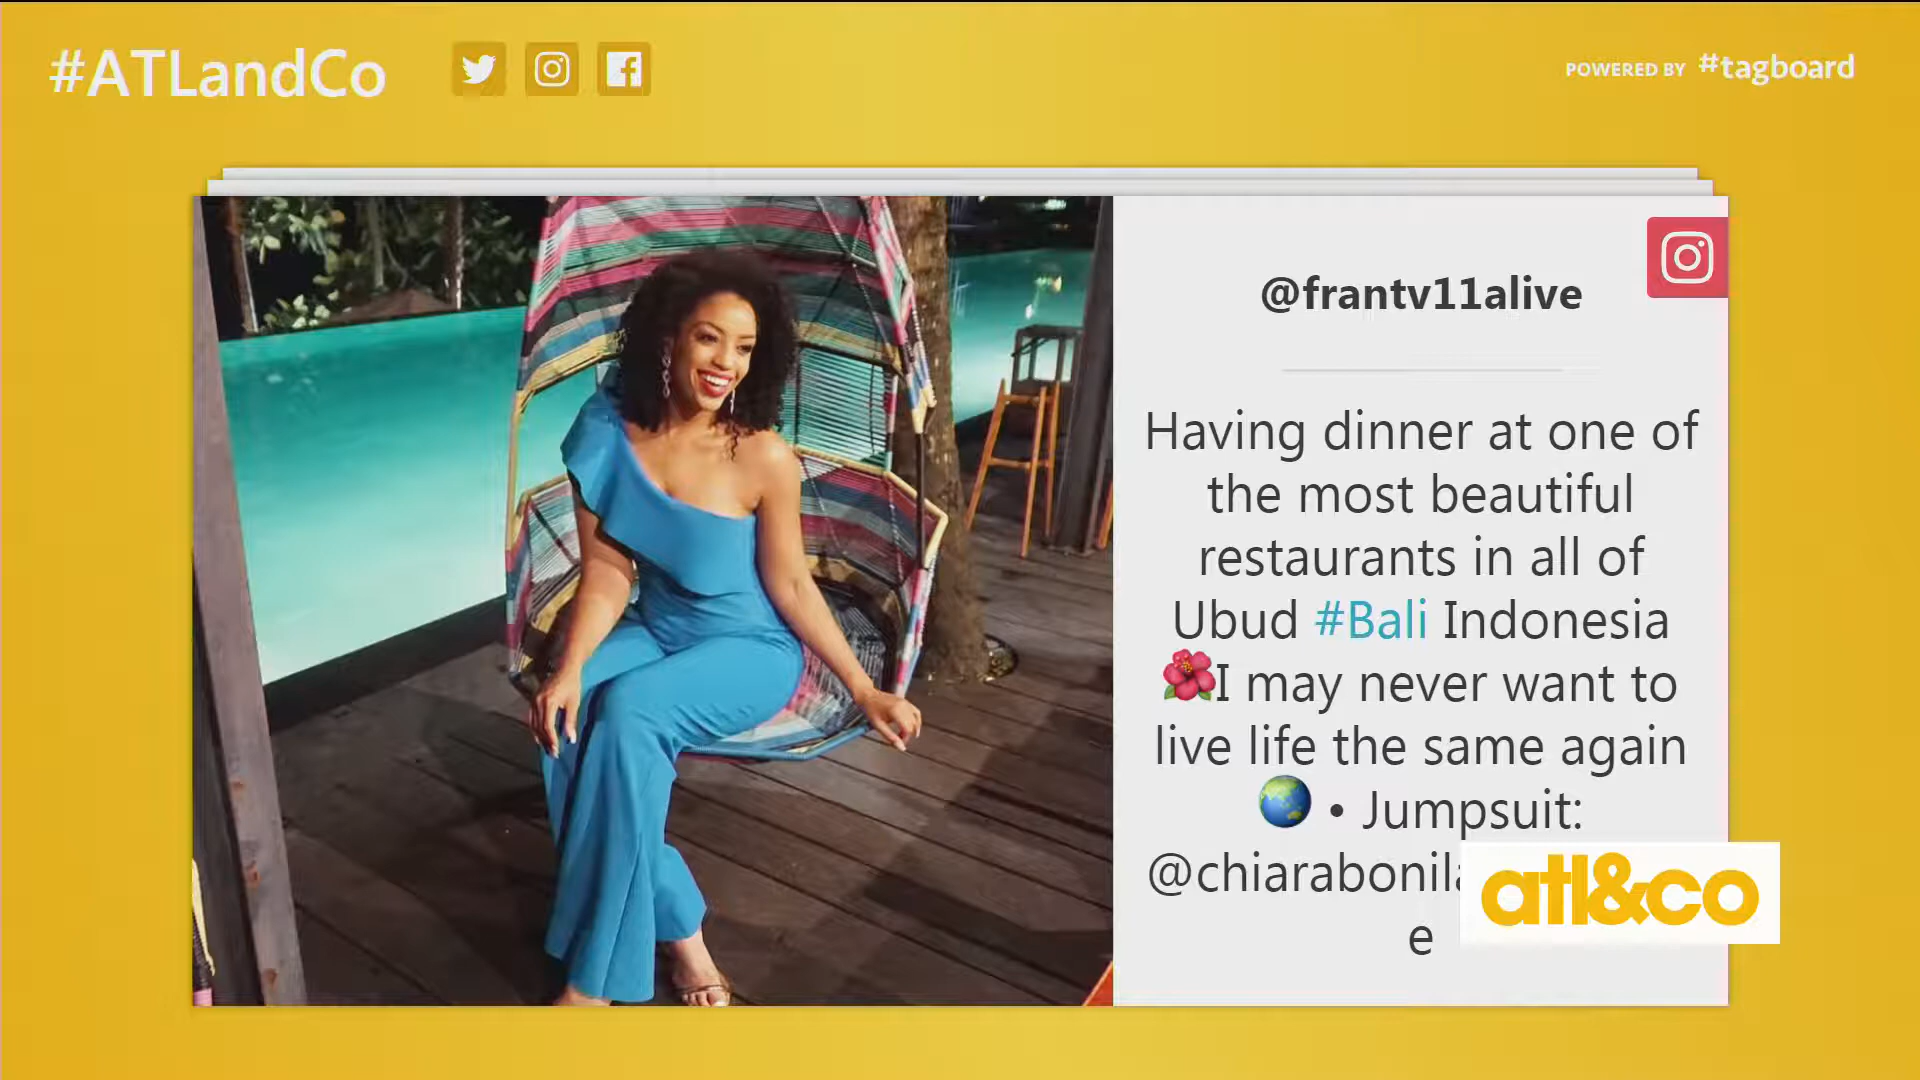 #ATLandCo
POWERED BY #tagboard
@frantv11alive
Having dinner at one of
the most beautiful
restaurants in all of
Ubud #Bali Indonesia
🌺I may never want to
live life the same again
🌏 • Jumpsuit:
e
atl&co